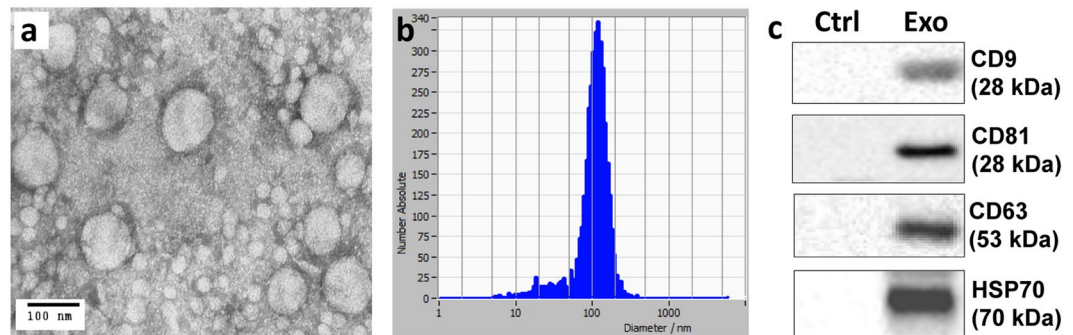 a
100 nm
b
Number Absolute
340
325
300
275
250
225
200
175
150
125
100
75
50
25
0
1
10
100
1000
Diameter / nm
c
Ctrl Exo
CD9
(28 kDa)
CD81
(28 kDa)
CD63
(53 kDa)
HSP70
(70 kDa)